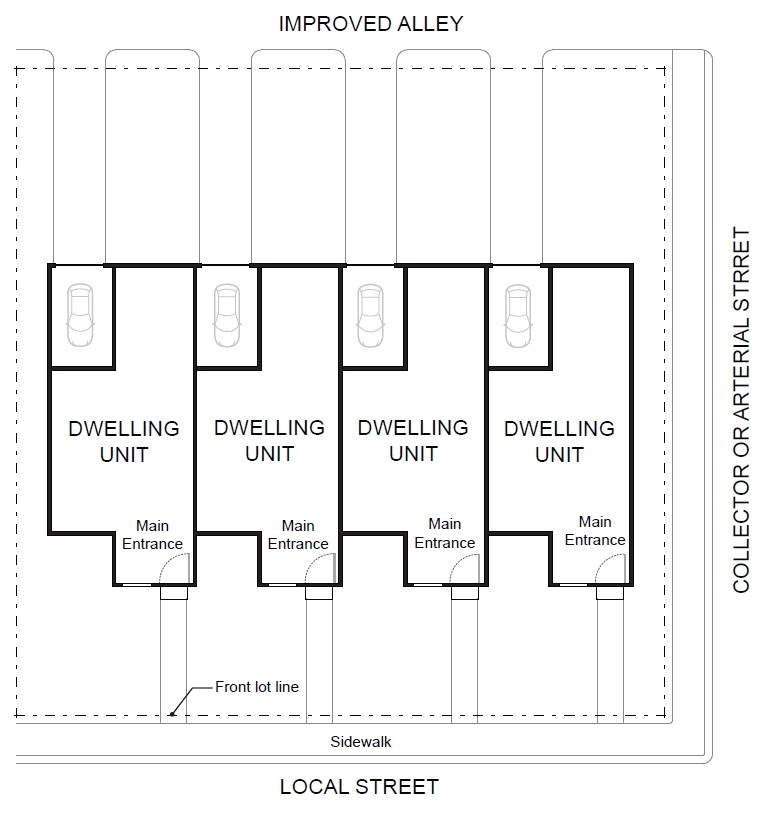 IMPROVED ALLEY
COLLECTOR OR ARTERIAL STRRET
DWELLING
UNIT
DWELLING
UNIT
DWELLING
UNIT
DWELLING
UNIT
Main
Entrance
Main
Entrance
Main
Entrance
Main
Entrance
Front lot line
Sidewalk
LOCAL STREET